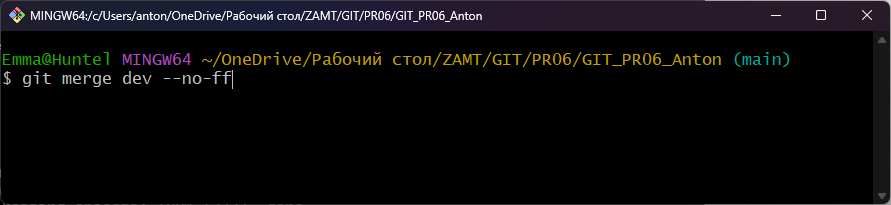 MINGW64:/c/Users/anton/OneDrive/Рабочий стол/ZAMT/GIT/PR06/GIT_PR06_Anton
Emma@Huntel MINGW64 ~/OneDrive/Рабочий стол/ZAMT/GIT/PR06/GIT_PR06_Anton (main)
$ git merge dev --no-ff